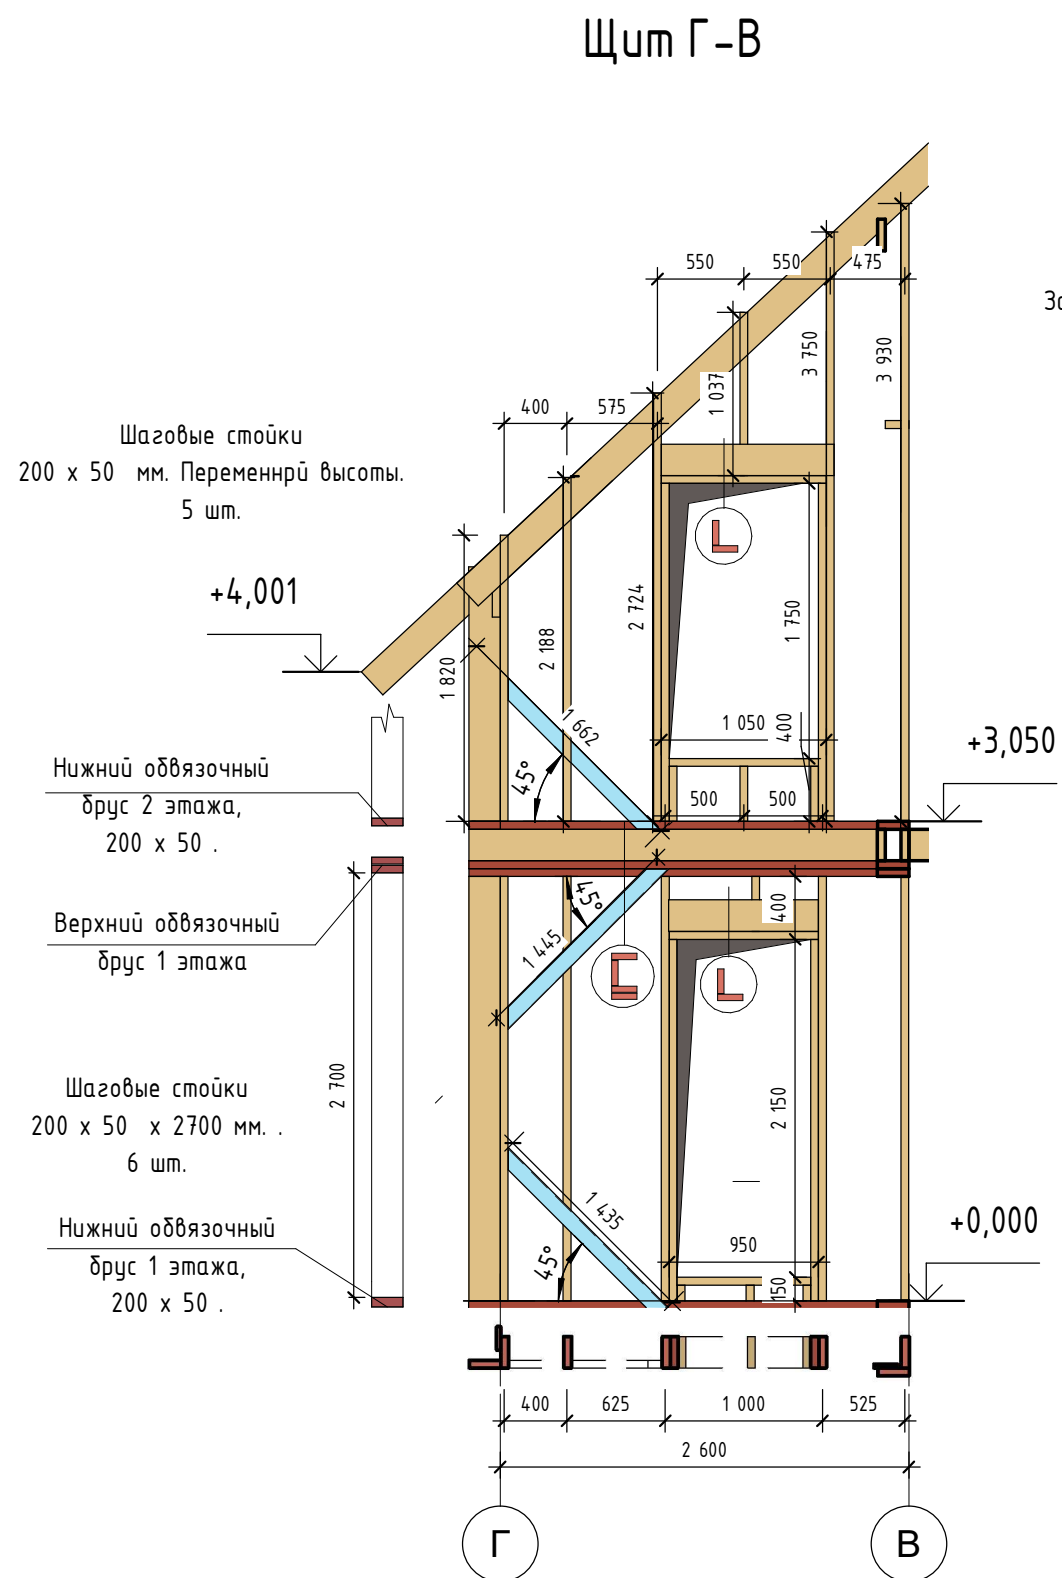 Щит Г-В
550
550
475
За
3 750
3 930
1 037
400
575
Шаговые стойки
200 x 50 мм. Переменнрй высоты.
5 шт.
+4,001
2 724
1 750
2 188
1 820
1 662
1 050
400
+3,050
45°
Нижний обвязочный
брус 2 этажа,
200 x 50 .
500
500
45°
400
1 445
Верхний обвязочный
брус 1 этажа
2 700
2 150
Шаговые стойки
200 x 50 x 2700 мм. .
6 шт.
1 435
950
45°
150
+0,000
Нижний обвязочный
брус 1 этажа,
200 x 50 .
400
625
1 000
525
2 600
Г
В